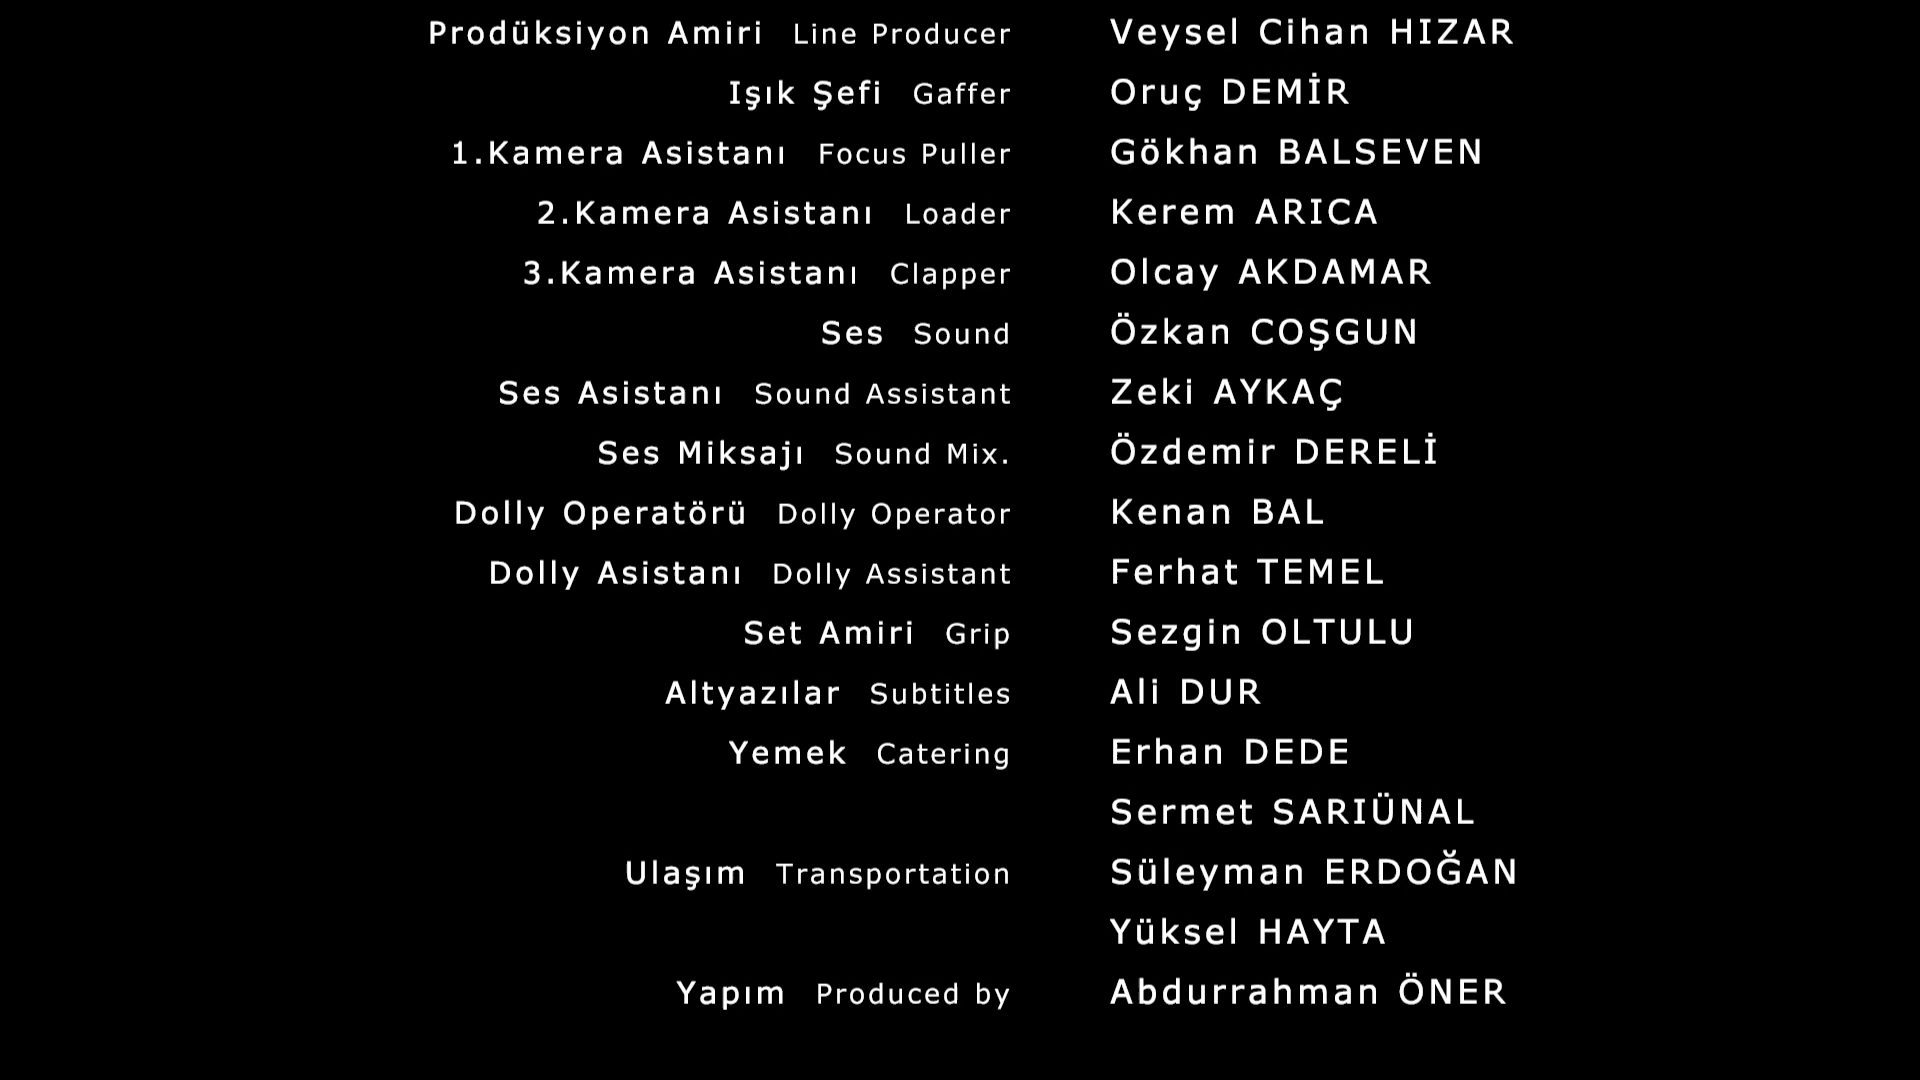 Prodüksiyon Amiri Line Producer Veysel Cihan HIZAR
Işık Şefi Gaffer Oruç DEMİR
1.Kamera Asistanı Focus Puller Gökhan BALSEVEN
2.Kamera Asistanı Loader Kerem ARICA
3.Kamera Asistanı Clapper Olcay AKDAMAR
Ses Sound Özkan COŞGUN
Ses Asistanı Sound Assistant Zeki AYKAÇ
Ses Miksajı Sound Mix. Özdemir DERELİ
Dolly Operatörü Dolly Operator Kenan BAL
Dolly Asistanı Dolly Assistant Ferhat TEMEL
Set Amiri Grip Sezgin OLTULU
Altyazılar Subtitles Ali DUR
Yemek Catering Erhan DEDE
Sermet SARIÜNAL
Ulaşım Transportation Süleyman ERDOĞAN
Yüksel HAYTA
Yapım Produced by Abdurrahman ÖNER